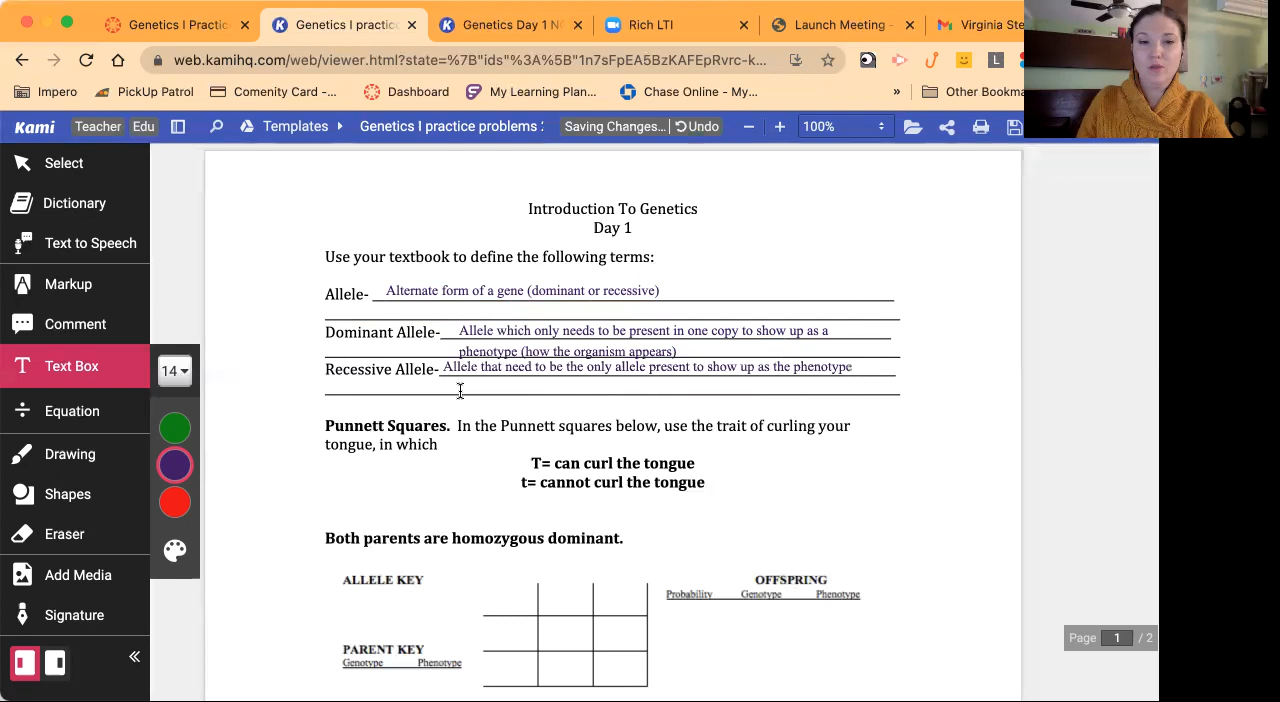 Genetics I Practic
Genetics I practice
Genetics Day 1 N
Rich LTI
Launch Meeting -
Virginia Ste
web.kamihq.com/web/viewer.html?state=%7B"ids"%3A%5B"1n7sFpEA5BzKAFEpRvrc-k...
Impero
PickUp Patrol
Comenity Card -...
Dashboard
My Learning Plan...
Chase Online - My...
»
Other Bookma
Kami
Teacher
Edu
Templates
Genetics I practice problems
Saving Changes...
Undo
100%
Select
Dictionary
Text to Speech
Markup
Comment
Text Box
14
Equation
Drawing
Shapes
Eraser
Add Media
Signature
Introduction To Genetics
Day 1
Use your textbook to define the following terms:
Allele- Alternate form of a gene (dominant or recessive)
Dominant Allele- Allele which only needs to be present in one copy to show up as a
phenotype (how the organism appears)
Recessive Allele- Allele that need to be the only allele present to show up as the phenotype
Punnett Squares. In the Punnett squares below, use the trait of curling your
tongue, in which
T= can curl the tongue
t= cannot curl the tongue
Both parents are homozygous dominant.
ALLELE KEY
OFFSPRING
Probability Genotype Phenotype
PARENT KEY
Genotype Phenotype
Page 1 / 2